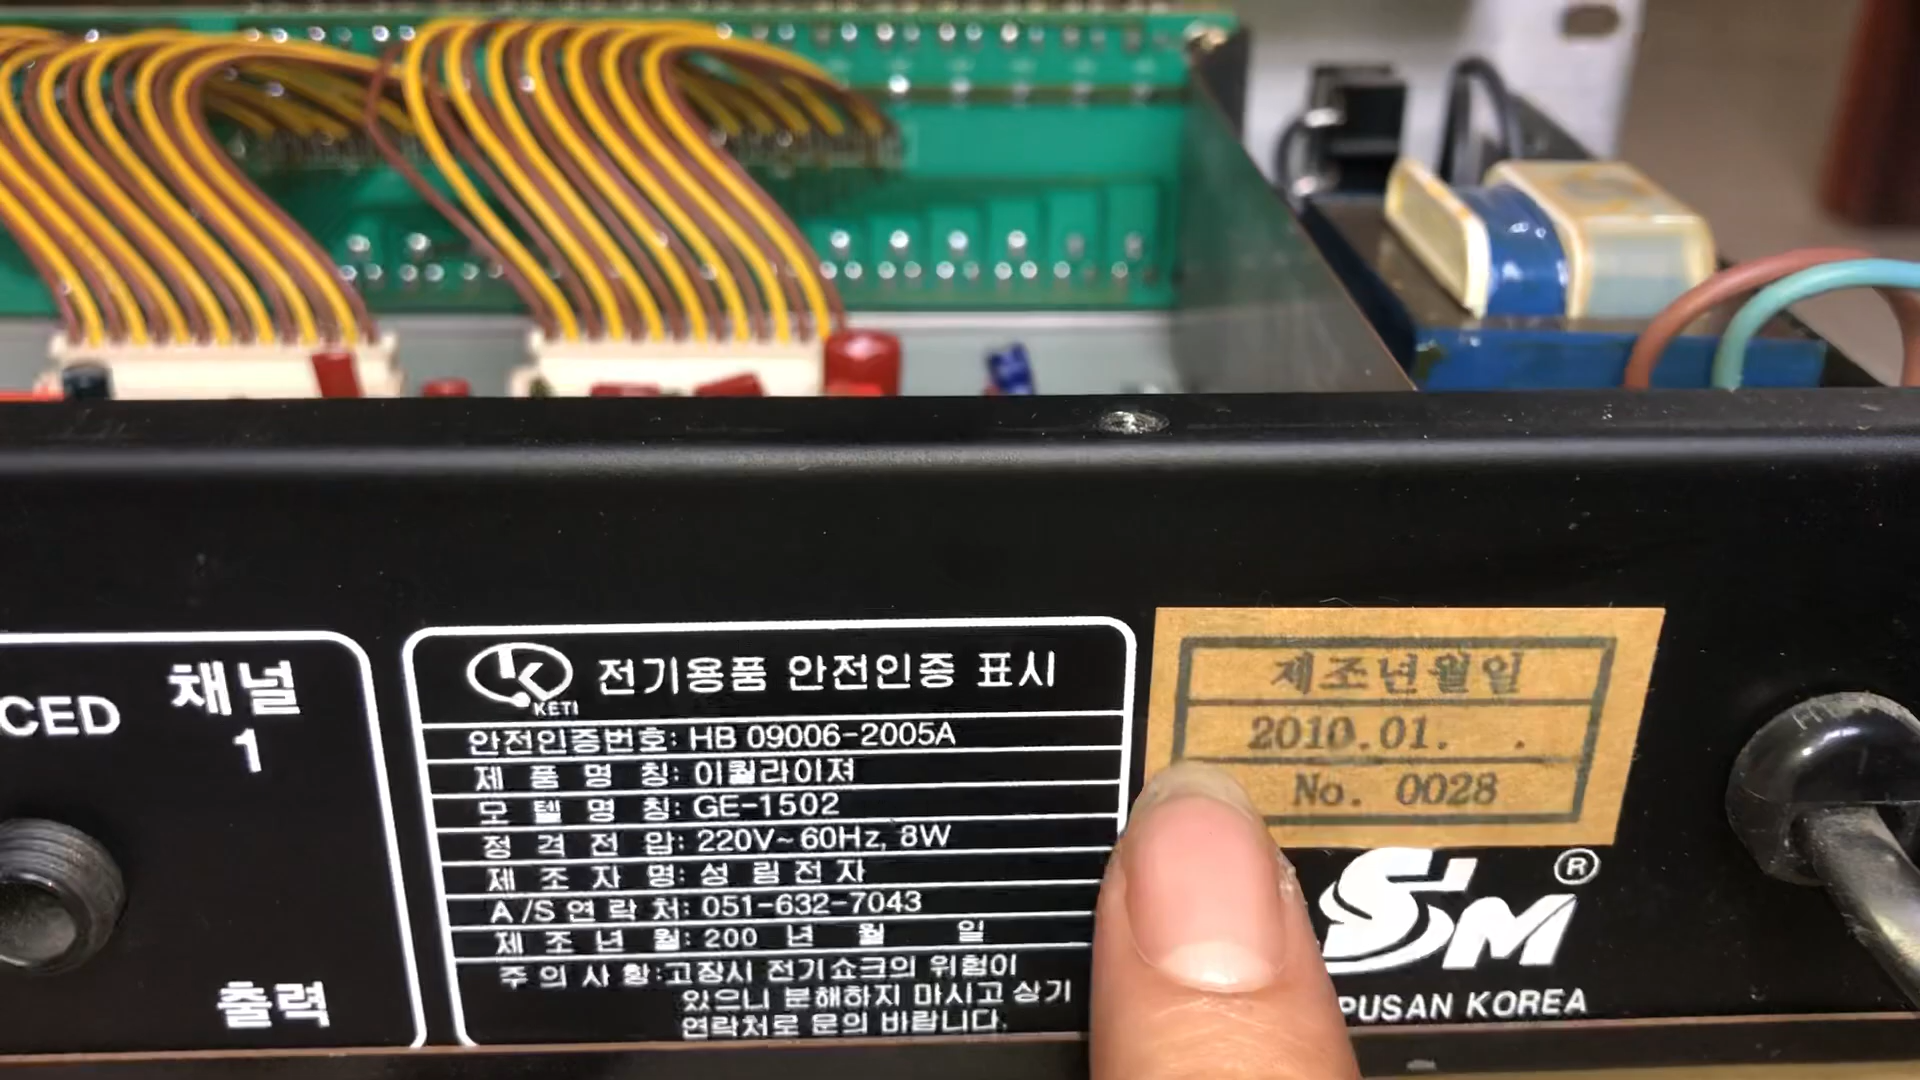 CED
채널
1
출력
KETI
전기용품 안전인증 표시
안전인증번호: HB 09006-2005A
제 품 명 칭: 이퀄라이져
모 델 명 칭: GE-1502
정 격 전 압: 220V~60Hz, 8W
제 조 자 명: 성 림 전 자
A/S 연 락 처: 051-632-7043
제 조 년 월: 200 년 월 일
주 의 사 항: 고장시 전기쇼크의 위험이
있으니 분해하지 마시고 상기
연락처로 문의 바랍니다.
제조년월일
2010.01. .
No. 0028
SM ®
PUSAN KOREA